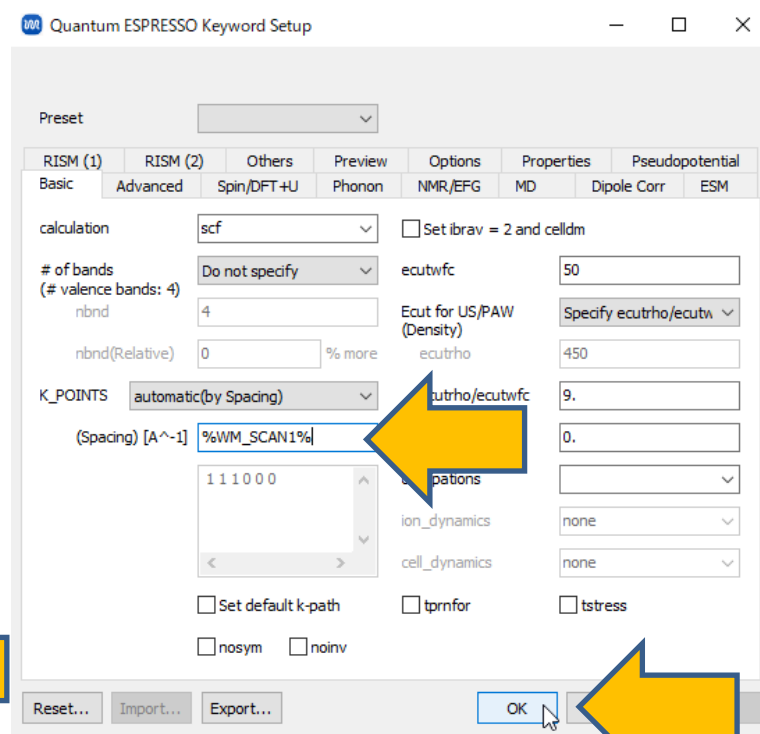 Quantum ESPRESSO Keyword Setup
Preset
RISM (1) RISM (2) Others Preview Options Properties Pseudopotential
Basic Advanced Spin/DFT+U Phonon NMR/EFG MD Dipole Corr ESM
calculation scf Set ibrav = 2 and celldm
# of bands Do not specify ecutwfc 50
(# valence bands: 4)
nbnd 4 Ecut for US/PAW Specify ecutrho/ecutw
(Density)
nbnd(Relative) 0 % more ecutrho 450
K_POINTS automatic(by Spacing) cutrho/ecutwfc 9.
(Spacing) [A^-1] %WM_SCAN1% 0.
1 1 1 0 0 0 pations
ion_dynamics none
cell_dynamics none
Set default k-path tprnfor tstress
nosym noinv
Reset... Import... Export... OK